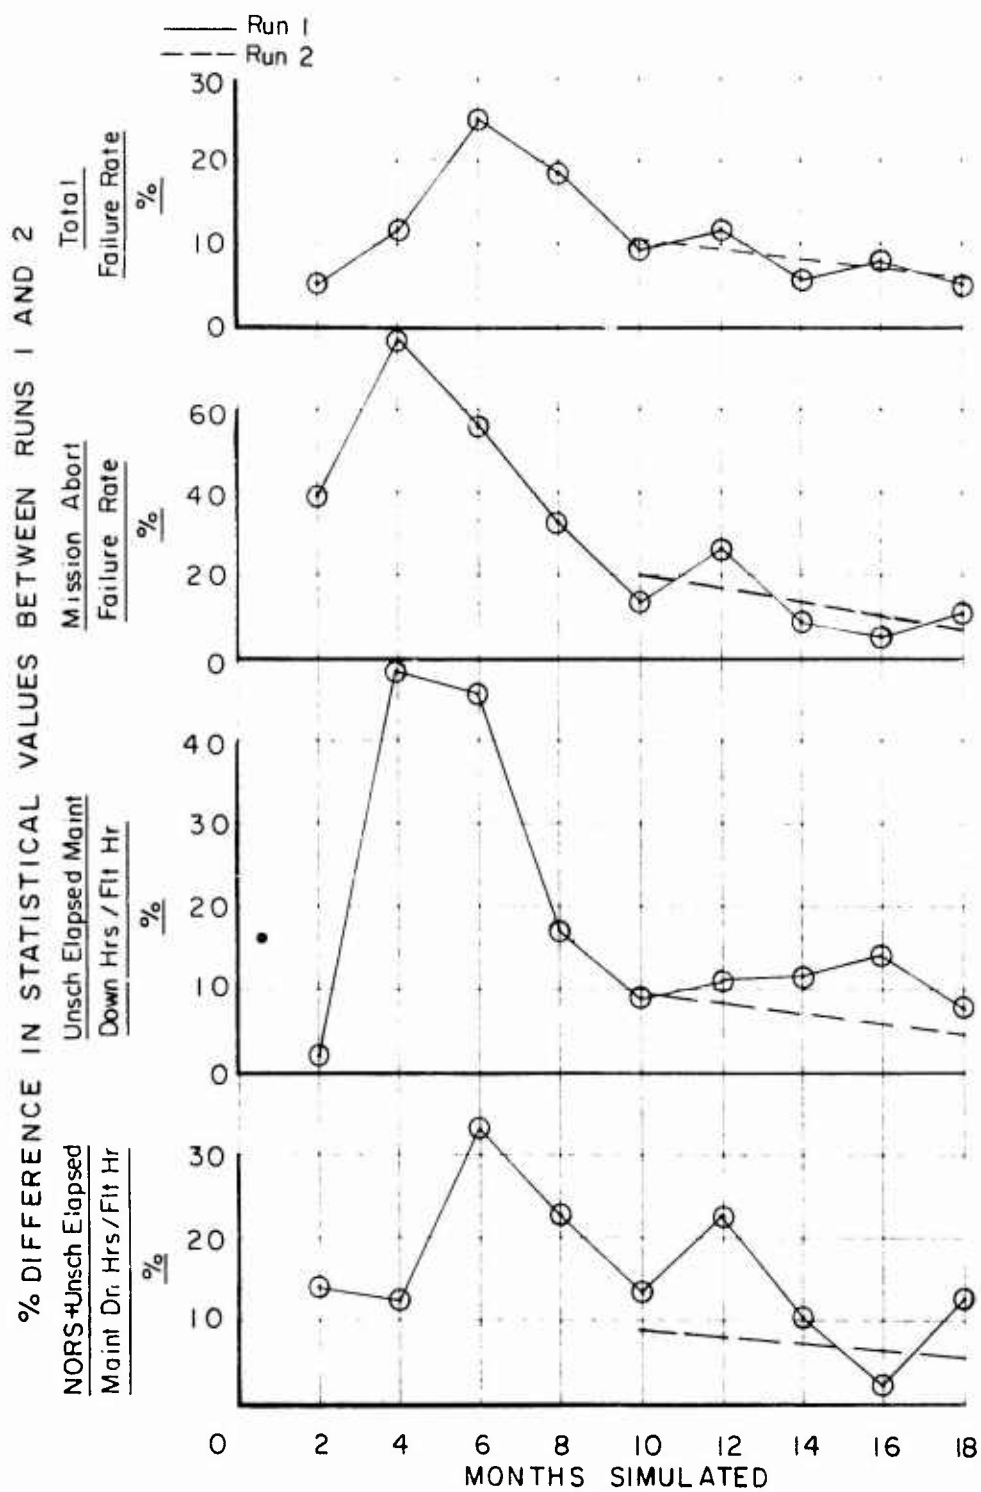 Run 1
Run 2
% DIFFERENCE IN STATISTICAL VALUES BETWEEN RUNS 1 AND 2
Total
Failure Rate
%
30
20
10
0
Mission Abort
Failure Rate
%
60
40
20
0
Unsch Elapsed Maint
Down Hrs / Flt Hr
%
40
30
20
10
0
NORS+Unsch Elapsed
Maint Dn Hrs / Flt Hr
%
30
20
10
0 2 4 6 8 10 12 14 16 18
MONTHS SIMULATED